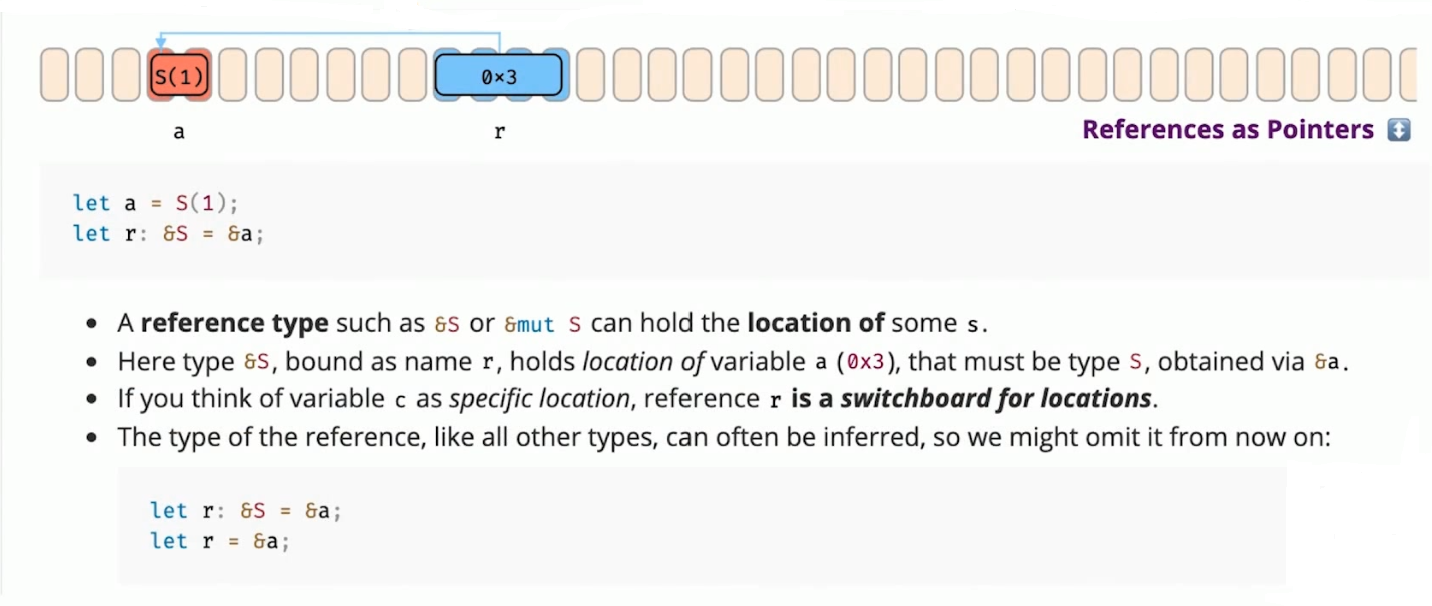 S(1) 0×3
a r
References as Pointers ↕️
let a = S(1);
let r: &S = &a;
• A reference type such as &S or &mut S can hold the location of some s.
• Here type &S, bound as name r, holds location of variable a (0x3), that must be type S, obtained via &a.
• If you think of variable c as specific location, reference r is a switchboard for locations.
• The type of the reference, like all other types, can often be inferred, so we might omit it from now on:
let r: &S = &a;
let r = &a;